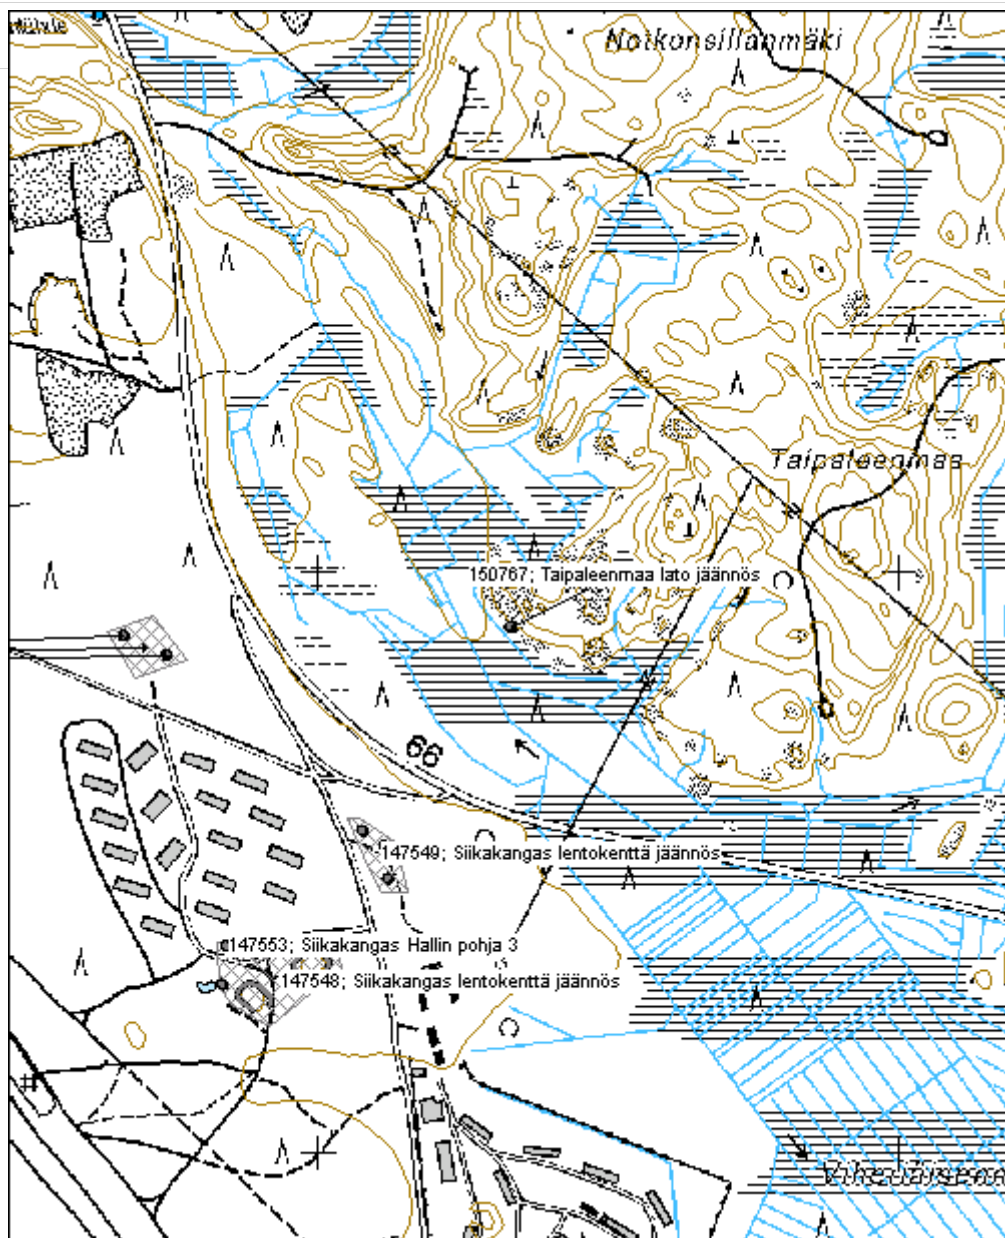 Notkonsillanmäki
Taipaleenmaa
150767; Taipaleenmaa lato jäännös
66
147549; Siikakangas lentokenttä jäännös
147553; Siikakangas Hallin pohja 3
147548; Siikakangas lentokenttä jäännös